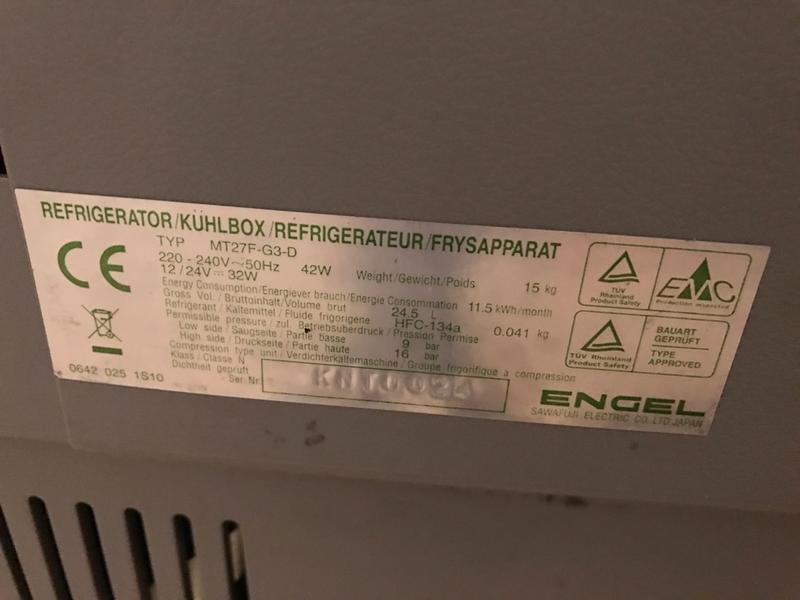 REFRIGERATOR/KÜHLBOX/REFRIGERATEUR/FRYSAPPARAT
TYP MT27F-G3-D
220 - 240V~50Hz 42W
12/24V⎓32W Weight/Gewicht/Poids 15 kg
Energy Consumption/Energiever brauch/Energie Consommation 11.5 kWh/month
Gross Vol./Bruttoinhalt/Volume brut 24.5 L
Refrigerant/Kältemittel/Fluide frigorigene HFC-134a 0.041 kg
Permissible pressure/zul. Betriebsuberdruck/Pression Permise
Low side/Saugseite/Partie basse 9 bar
High side/Druckseite/Partie haute 16 bar
Compression type unit/Verdichterkaltemaschine/Groupe frigorifique à compression
Klass/Classe N
Dichtheit gepruft
Ser. Nr.
CE
0642 025 1S10
TÜV
Rheinland
Product Safety
EMC
Production inspected
TÜV Rheinland
Product Safety
BAUART
GEPRÜFT
TYPE
APPROVED
ENGEL
SAWAFUJI ELECTRIC CO. LTD. JAPAN